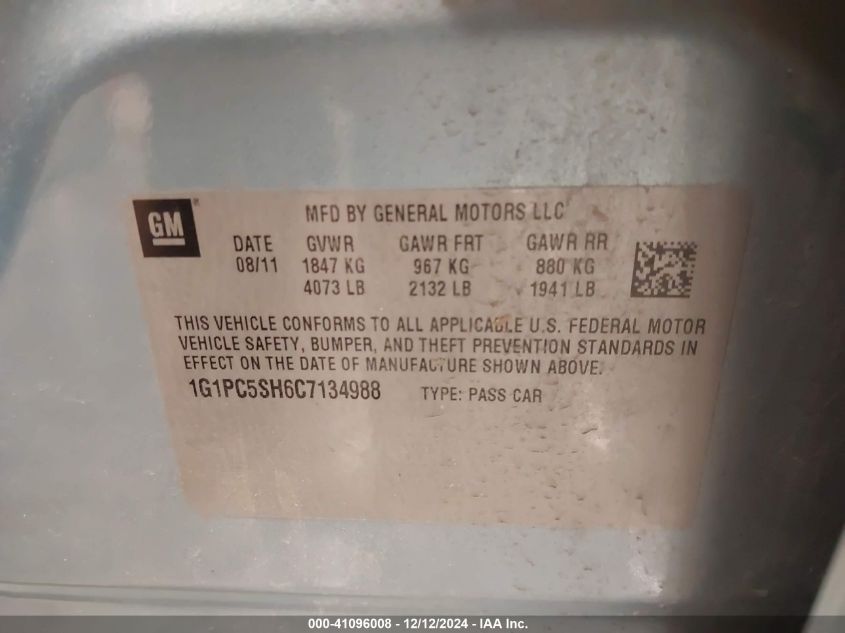 GM®
MFD BY GENERAL MOTORS LLC
DATE GVWR GAWR FRT GAWR RR
08/11 1847 KG 967 KG 880 KG
4073 LB 2132 LB 1941 LB
THIS VEHICLE CONFORMS TO ALL APPLICABLE U.S. FEDERAL MOTOR
VEHICLE SAFETY, BUMPER, AND THEFT PREVENTION STANDARDS IN
EFFECT ON THE DATE OF MANUFACTURE SHOWN ABOVE.
1G1PC5SH6C7134988 TYPE: PASS CAR
000-41096008 - 12/12/2024 - IAA Inc.